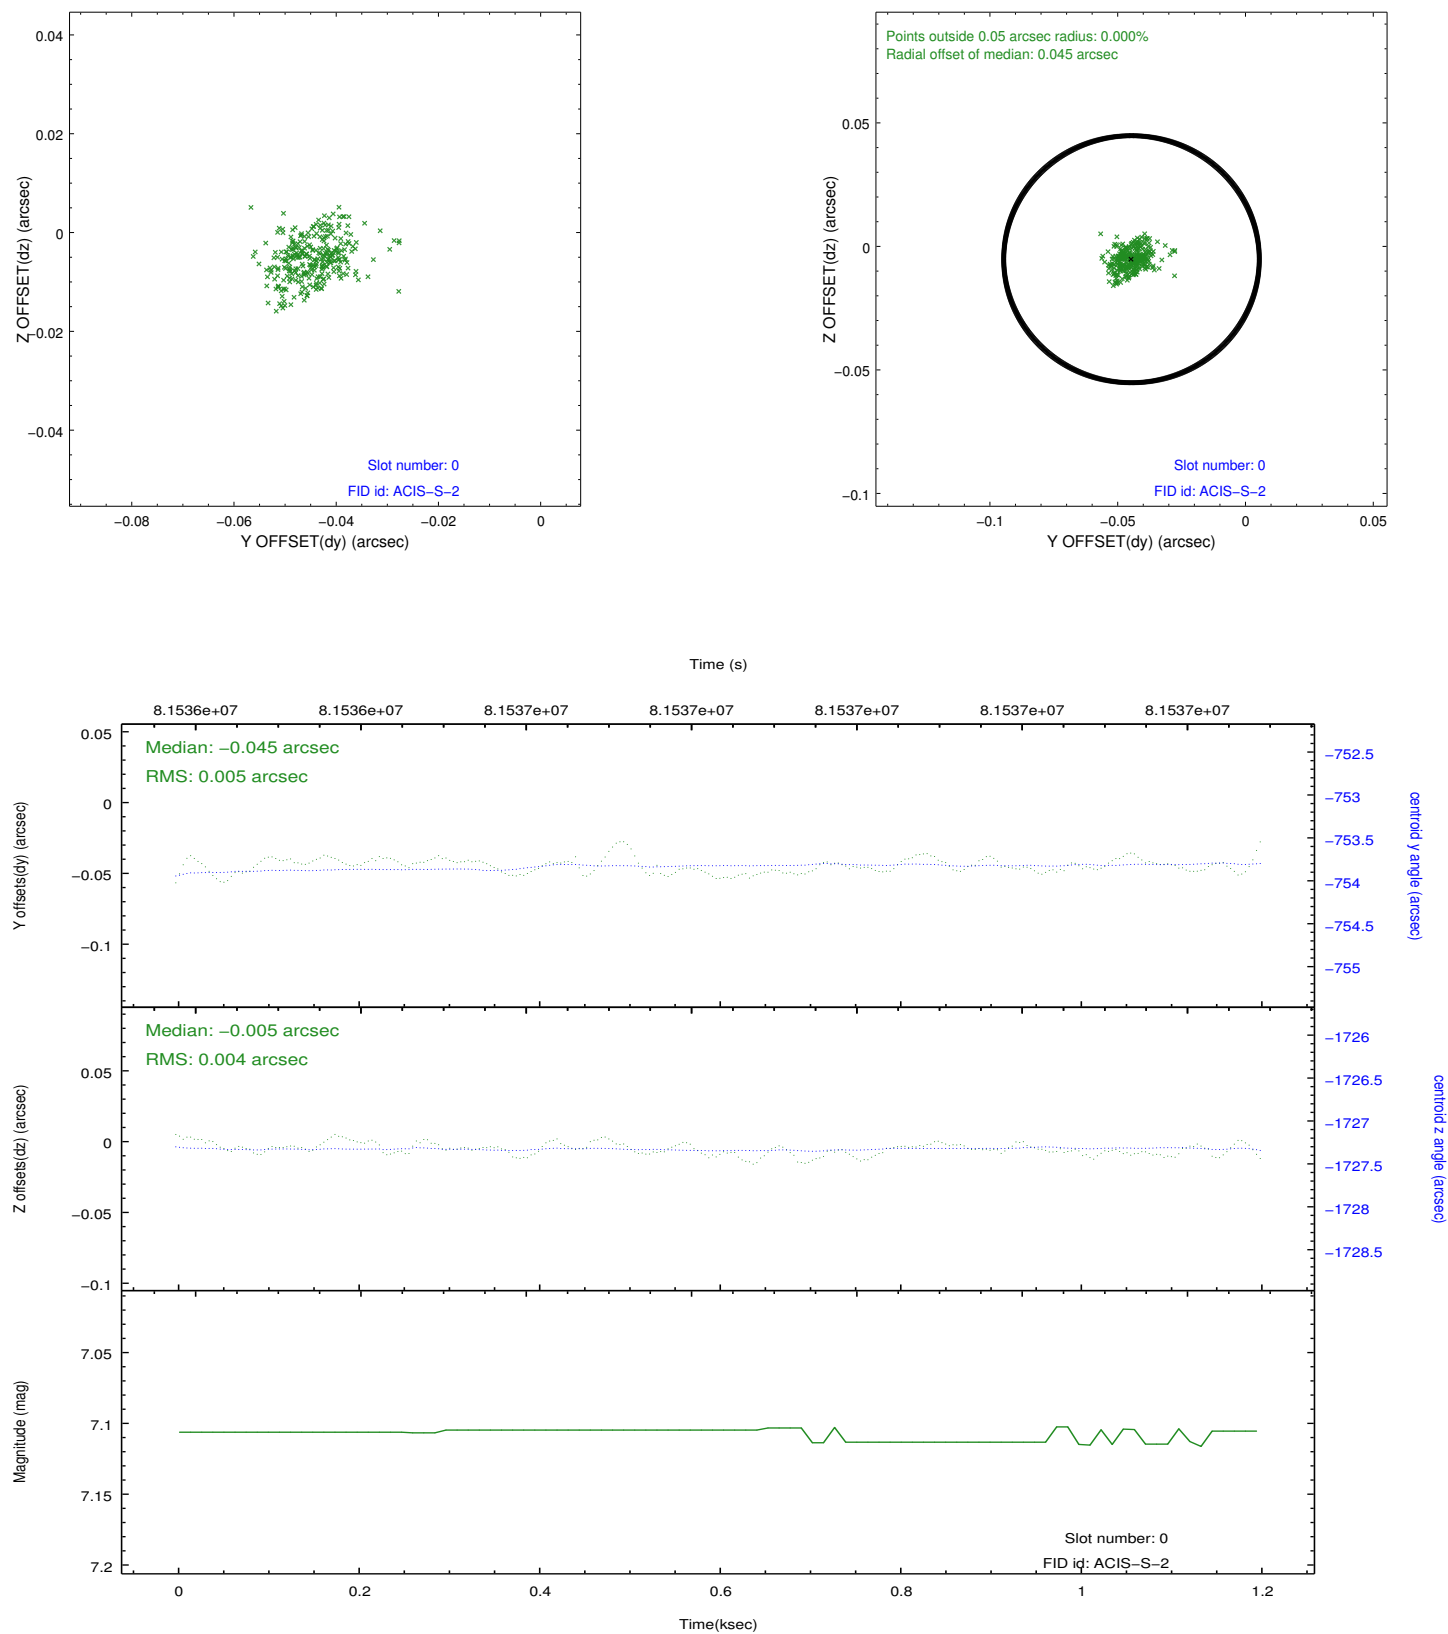 0.04
0.02
0
−0.02
−0.04
Z OFFSET(dz) (arcsec)
Slot number: 0
FID id: ACIS−S−2
−0.08 −0.06 −0.04 −0.02 0
Y OFFSET(dy) (arcsec)
Points outside 0.05 arcsec radius: 0.000%
Radial offset of median: 0.045 arcsec
0.05
0
−0.05
−0.1
Z OFFSET(dz) (arcsec)
Slot number: 0
FID id: ACIS−S−2
−0.1 −0.05 0 0.05
Y OFFSET(dy) (arcsec)
Time (s)
8.1536e+07 8.1536e+07 8.1537e+07 8.1537e+07 8.1537e+07 8.1537e+07 8.1537e+07
Median: −0.045 arcsec
RMS: 0.005 arcsec
0.05
0
−0.05
−0.1
Y offsets(dy) (arcsec)
−752.5
−753
−753.5
−754
−754.5
−755
centroid y angle (arcsec)
Median: −0.005 arcsec
RMS: 0.004 arcsec
0.05
0
−0.05
−0.1
Z offsets(dz) (arcsec)
−1726
−1726.5
−1727
−1727.5
−1728
−1728.5
centroid z angle (arcsec)
7.05
7.1
7.15
7.2
Magnitude (mag)
Slot number: 0
FID id: ACIS−S−2
0 0.2 0.4 0.6 0.8 1 1.2
Time(ksec)